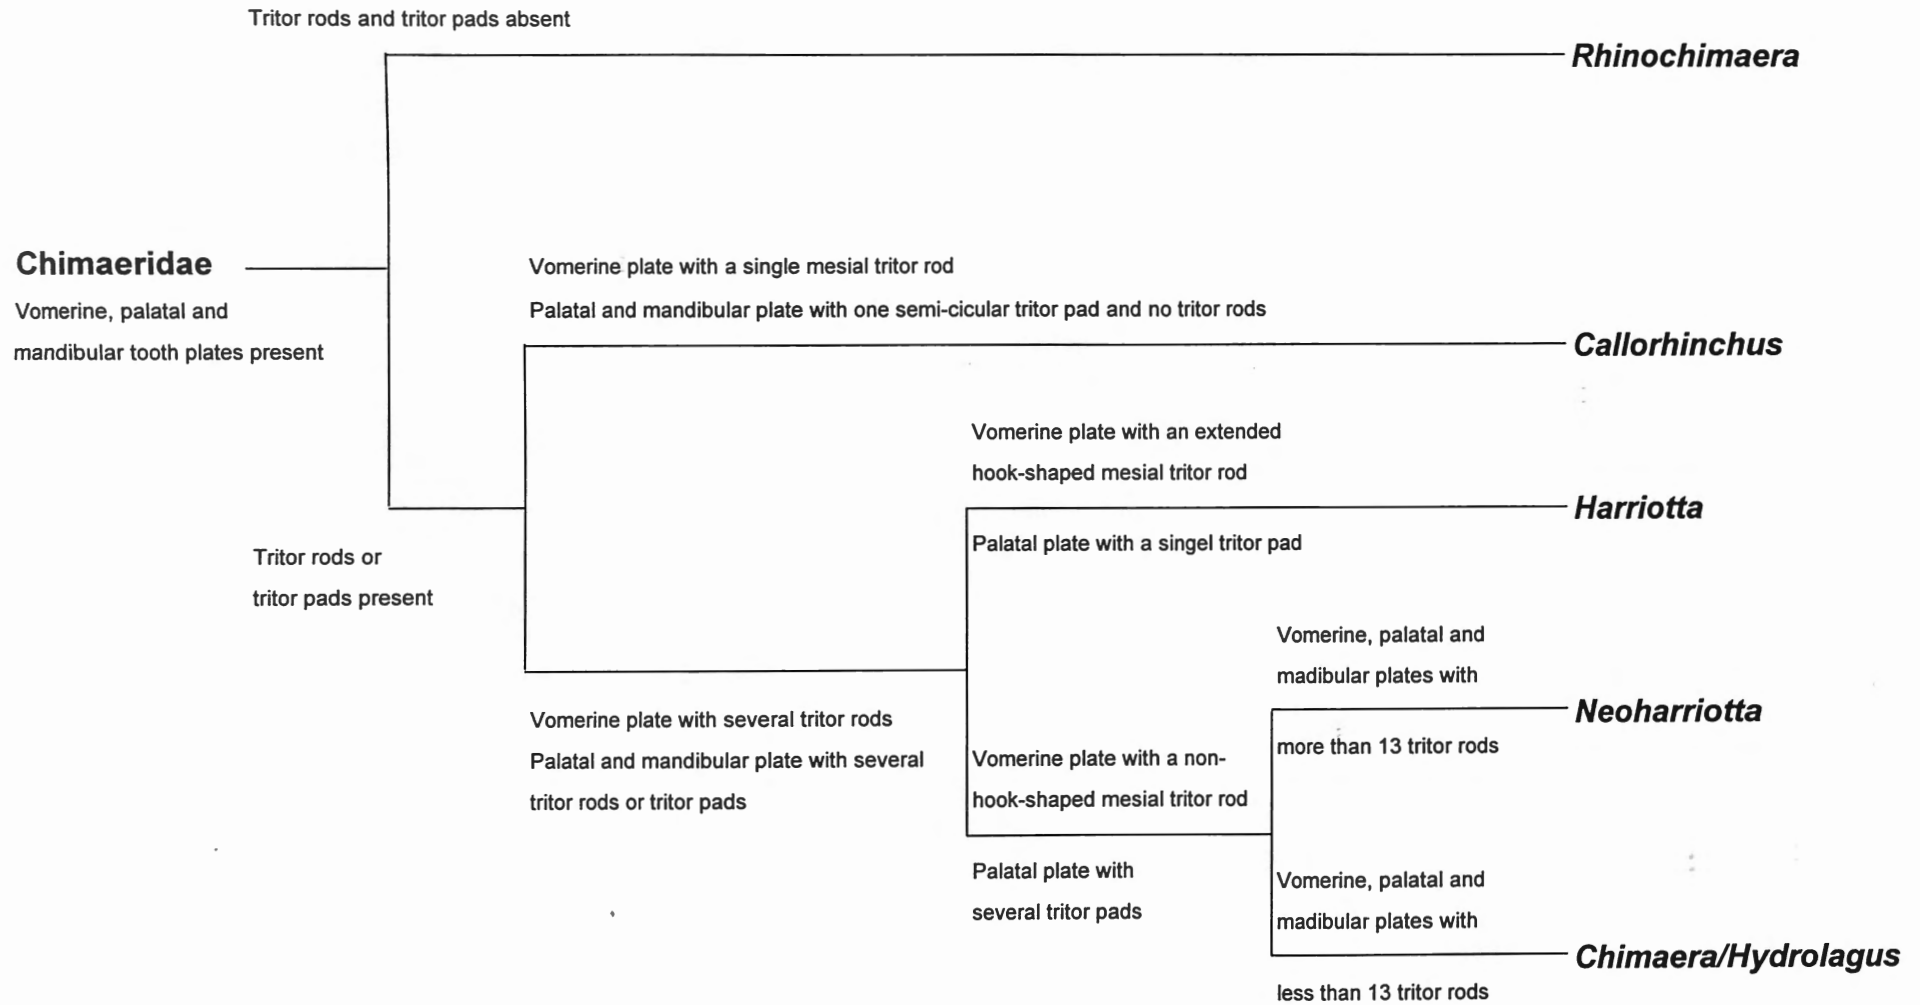 Tritor rods and tritor pads absent
Rhinochimaera
Chimaeridae
Vomerine, palatal and
mandibular tooth plates present
Vomerine plate with a single mesial tritor rod
Palatal and mandibular plate with one semi-cicular tritor pad and no tritor rods
Callorhinchus
Vomerine plate with an extended
hook-shaped mesial tritor rod
Harriotta
Palatal plate with a singel tritor pad
Tritor rods or
tritor pads present
Vomerine, palatal and
madibular plates with
Neoharriotta
more than 13 tritor rods
Vomerine plate with several tritor rods
Palatal and mandibular plate with several
tritor rods or tritor pads
Vomerine plate with a non-
hook-shaped mesial tritor rod
Palatal plate with
several tritor pads
Vomerine, palatal and
madibular plates with
Chimaera/Hydrolagus
less than 13 tritor rods